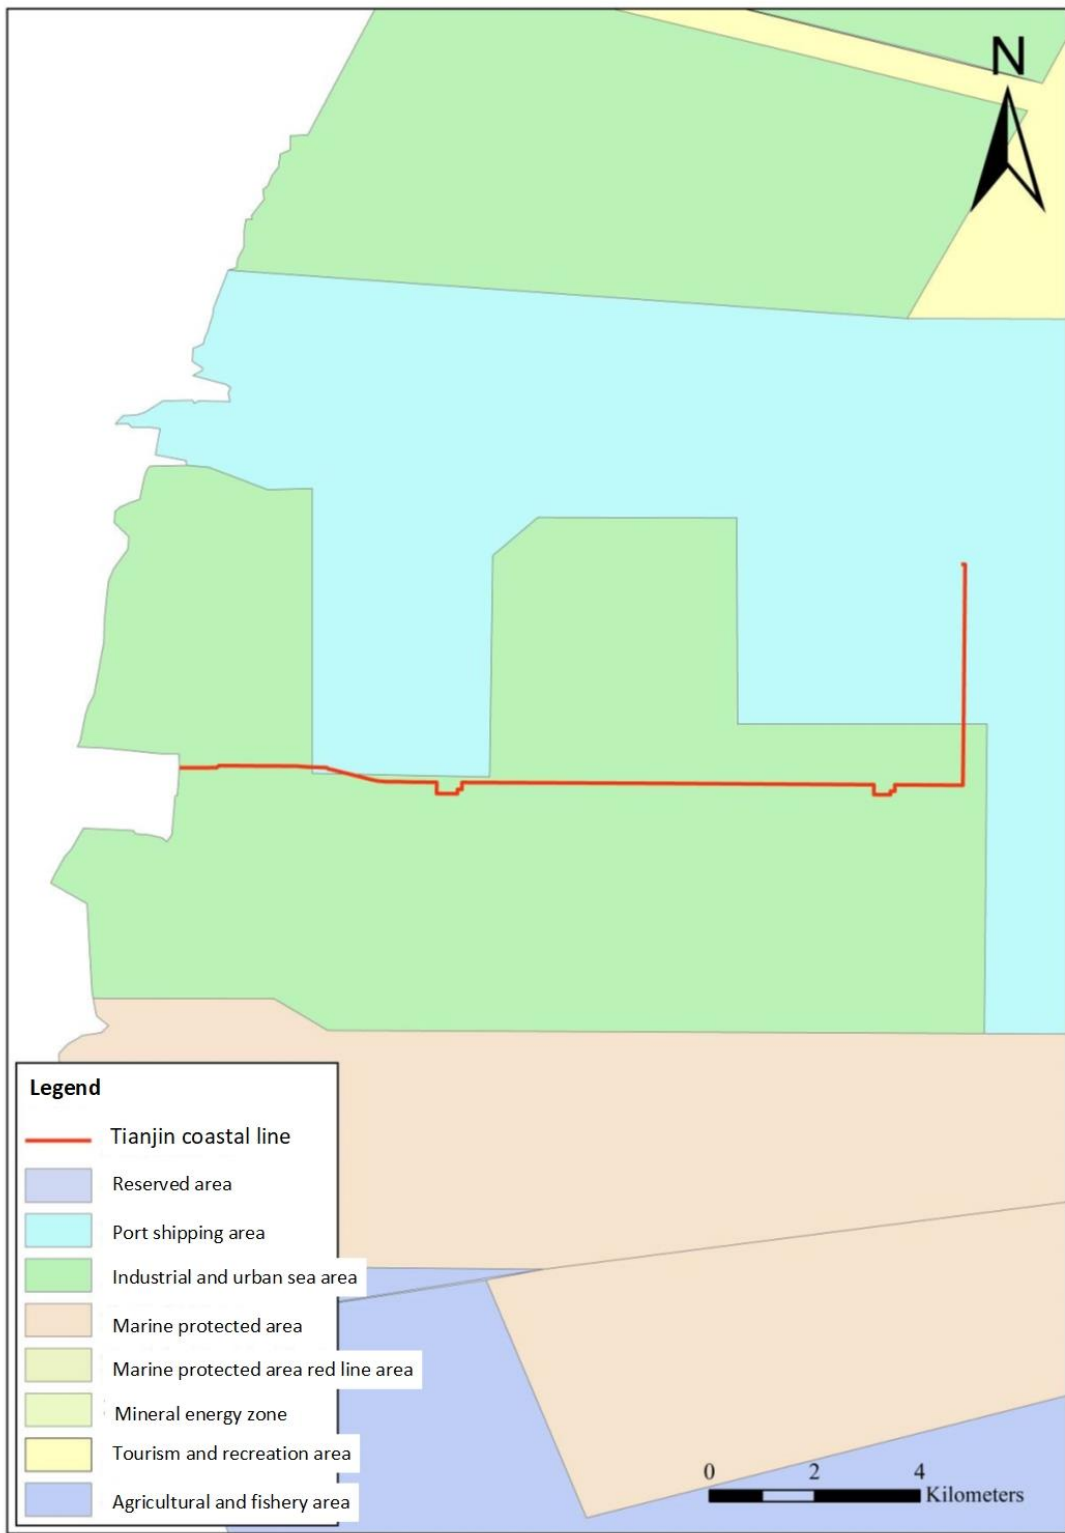 N
Legend
Tianjin coastal line
Reserved area
Port shipping area
Industrial and urban sea area
Marine protected area
Marine protected area red line area
Mineral energy zone
Tourism and recreation area
Agricultural and fishery area
0 2 4
Kilometers